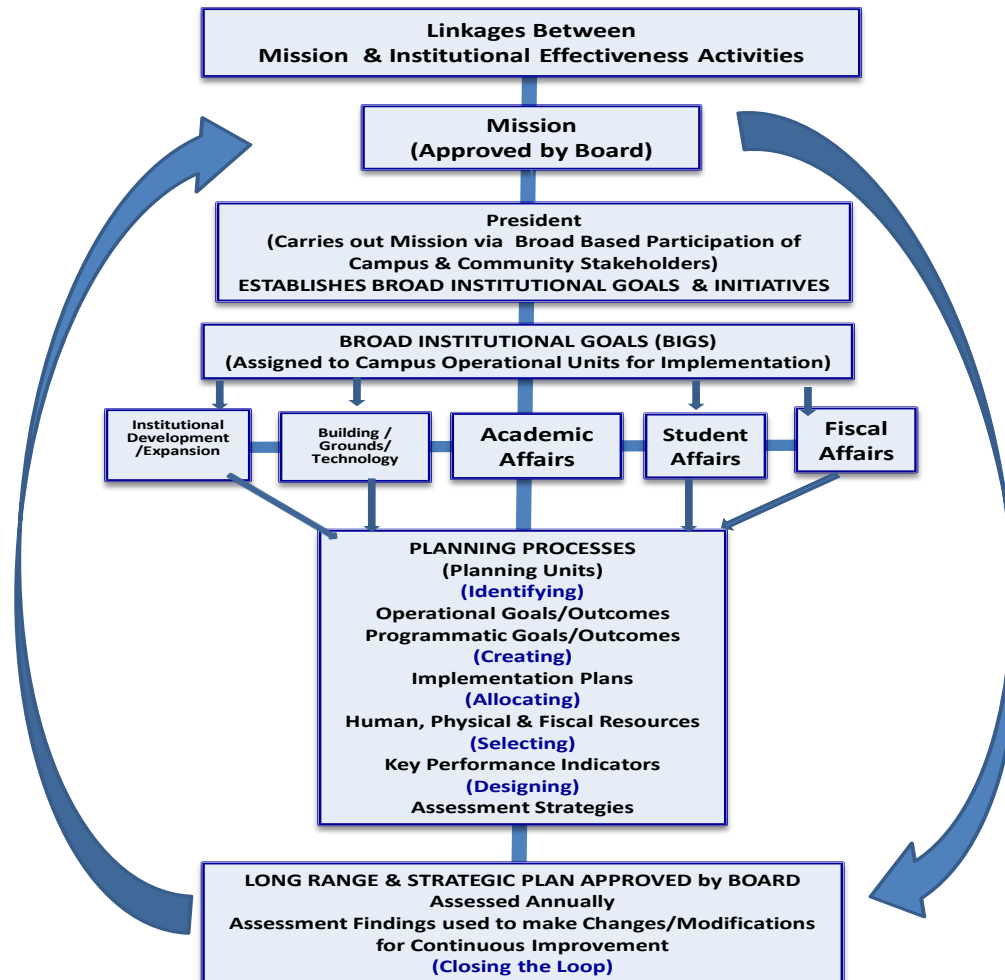 Linkages Between
Mission & Institutional Effectiveness Activities
Mission
(Approved by Board)
President
(Carries out Mission via Broad Based Participation of
Campus & Community Stakeholders)
ESTABLISHES BROAD INSTITUTIONAL GOALS & INITIATIVES
BROAD INSTITUTIONAL GOALS (BIGS)
(Assigned to Campus Operational Units for Implementation)
Institutional
Development
/Expansion
Building /
Grounds/
Technology
Academic
Affairs
Student
Affairs
Fiscal
Affairs
PLANNING PROCESSES
(Planning Units)
(Identifying)
Operational Goals/Outcomes
Programmatic Goals/Outcomes
(Creating)
Implementation Plans
(Allocating)
Human, Physical & Fiscal Resources
(Selecting)
Key Performance Indicators
(Designing)
Assessment Strategies
LONG RANGE & STRATEGIC PLAN APPROVED by BOARD
Assessed Annually
Assessment Findings used to make Changes/Modifications
for Continuous Improvement
(Closing the Loop)